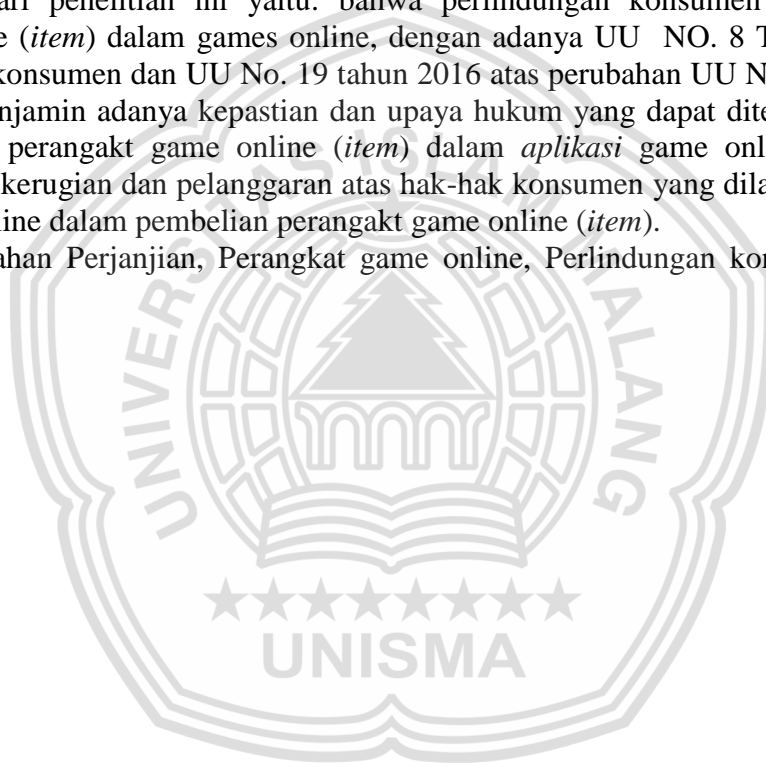 dari penelitian ini yaitu: bahwa perlindungan konsumen
e (item) dalam games online, dengan adanya UU NO. 8 T
konsumen dan UU No. 19 tahun 2016 atas perubahan UU N
njamin adanya kepastian dan upaya hukum yang dapat dite
perangakt game online (item) dalam aplikasi game onl
kerugian dan pelanggaran atas hak-hak konsumen yang dila
line dalam pembelian perangakt game online (item).
ahan Perjanjian, Perangkat game online, Perlindungan kon
UNIVERSITAS ISLAM MALANG
UNISMA